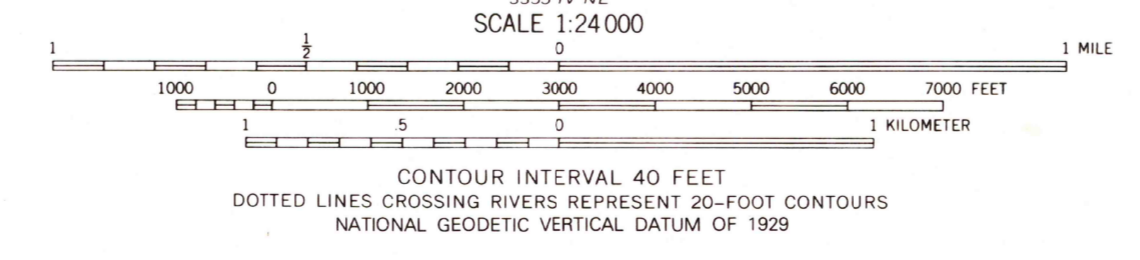 SCALE 1:24 000
1 ½ 0 1 MILE
1000 0 1000 2000 3000 4000 5000 6000 7000 FEET
1 .5 0 1 KILOMETER
CONTOUR INTERVAL 40 FEET
DOTTED LINES CROSSING RIVERS REPRESENT 20-FOOT CONTOURS
NATIONAL GEODETIC VERTICAL DATUM OF 1929